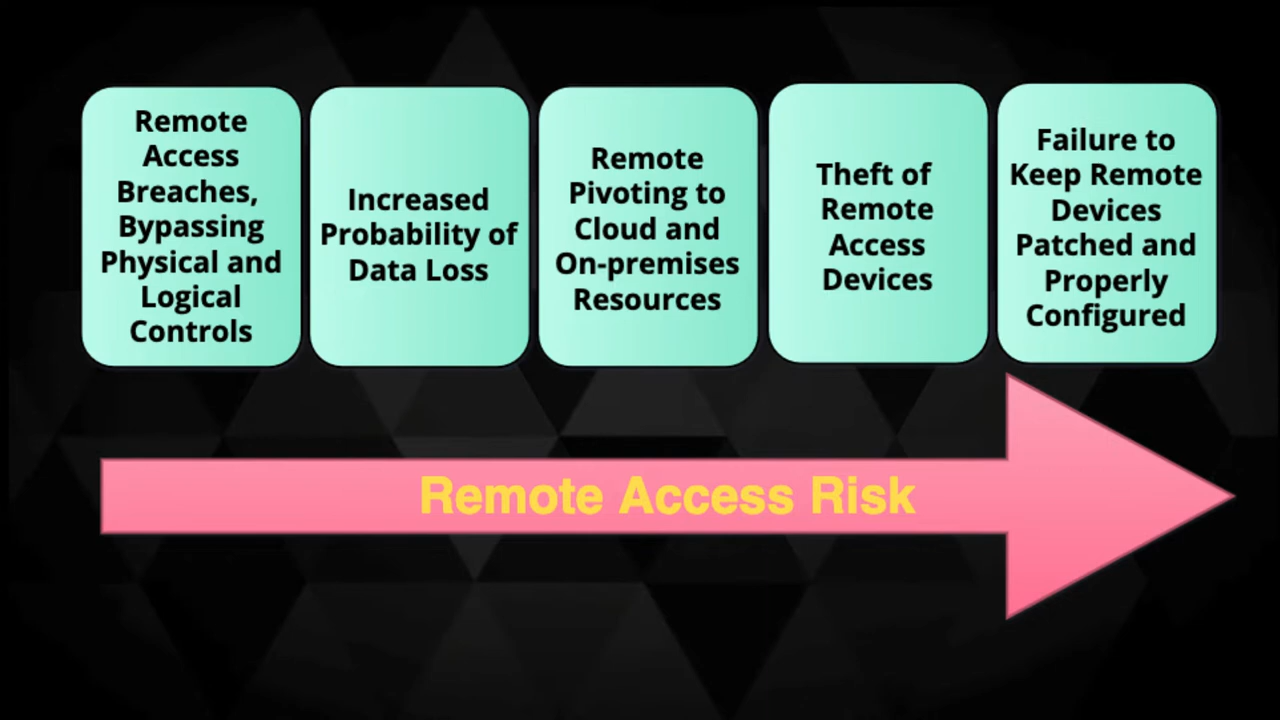 Remote
Access
Breaches,
Bypassing
Physical and
Logical
Controls
Increased
Probability of
Data Loss
Remote
Pivoting to
Cloud and
On-premises
Resources
Theft of
Remote
Access
Devices
Failure to
Keep Remote
Devices
Patched and
Properly
Configured
Remote Access Risk